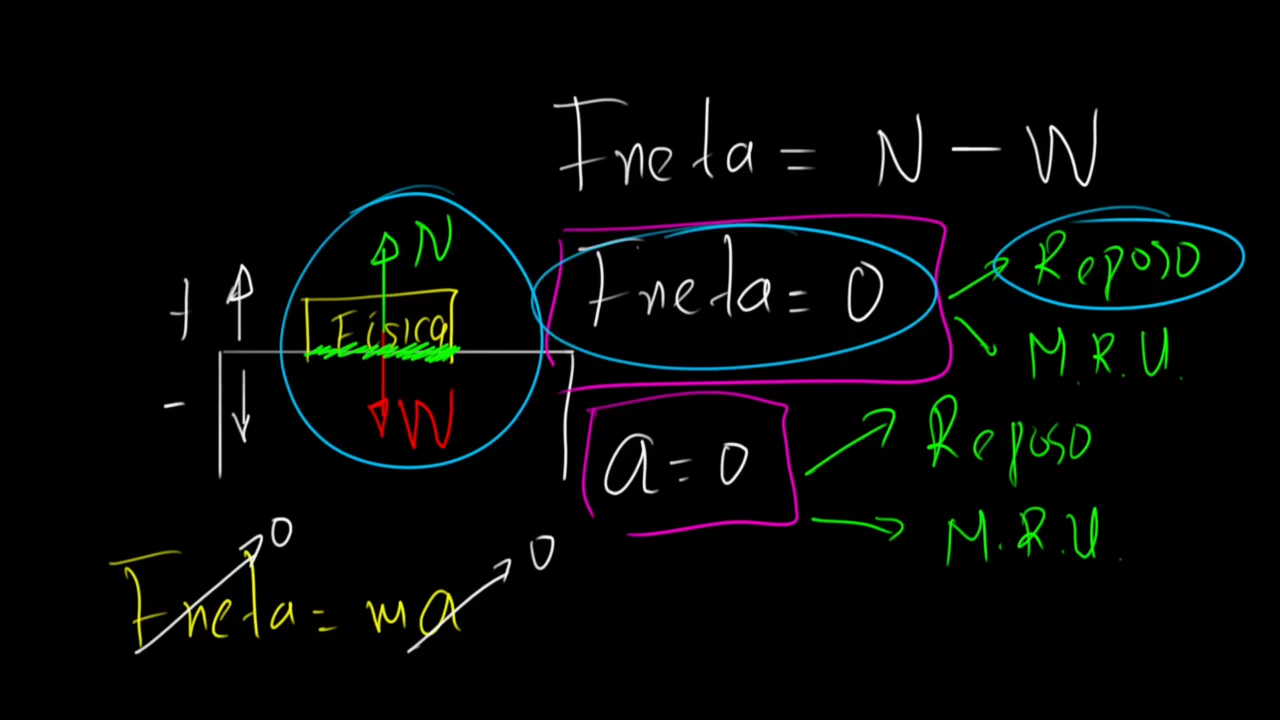 Fneta = N - W
N
+
Física
Fneta = 0
Reposo
M.R.U.
-
W
a = 0
Reposo
M.R.U.
0
0
Fneta = ma